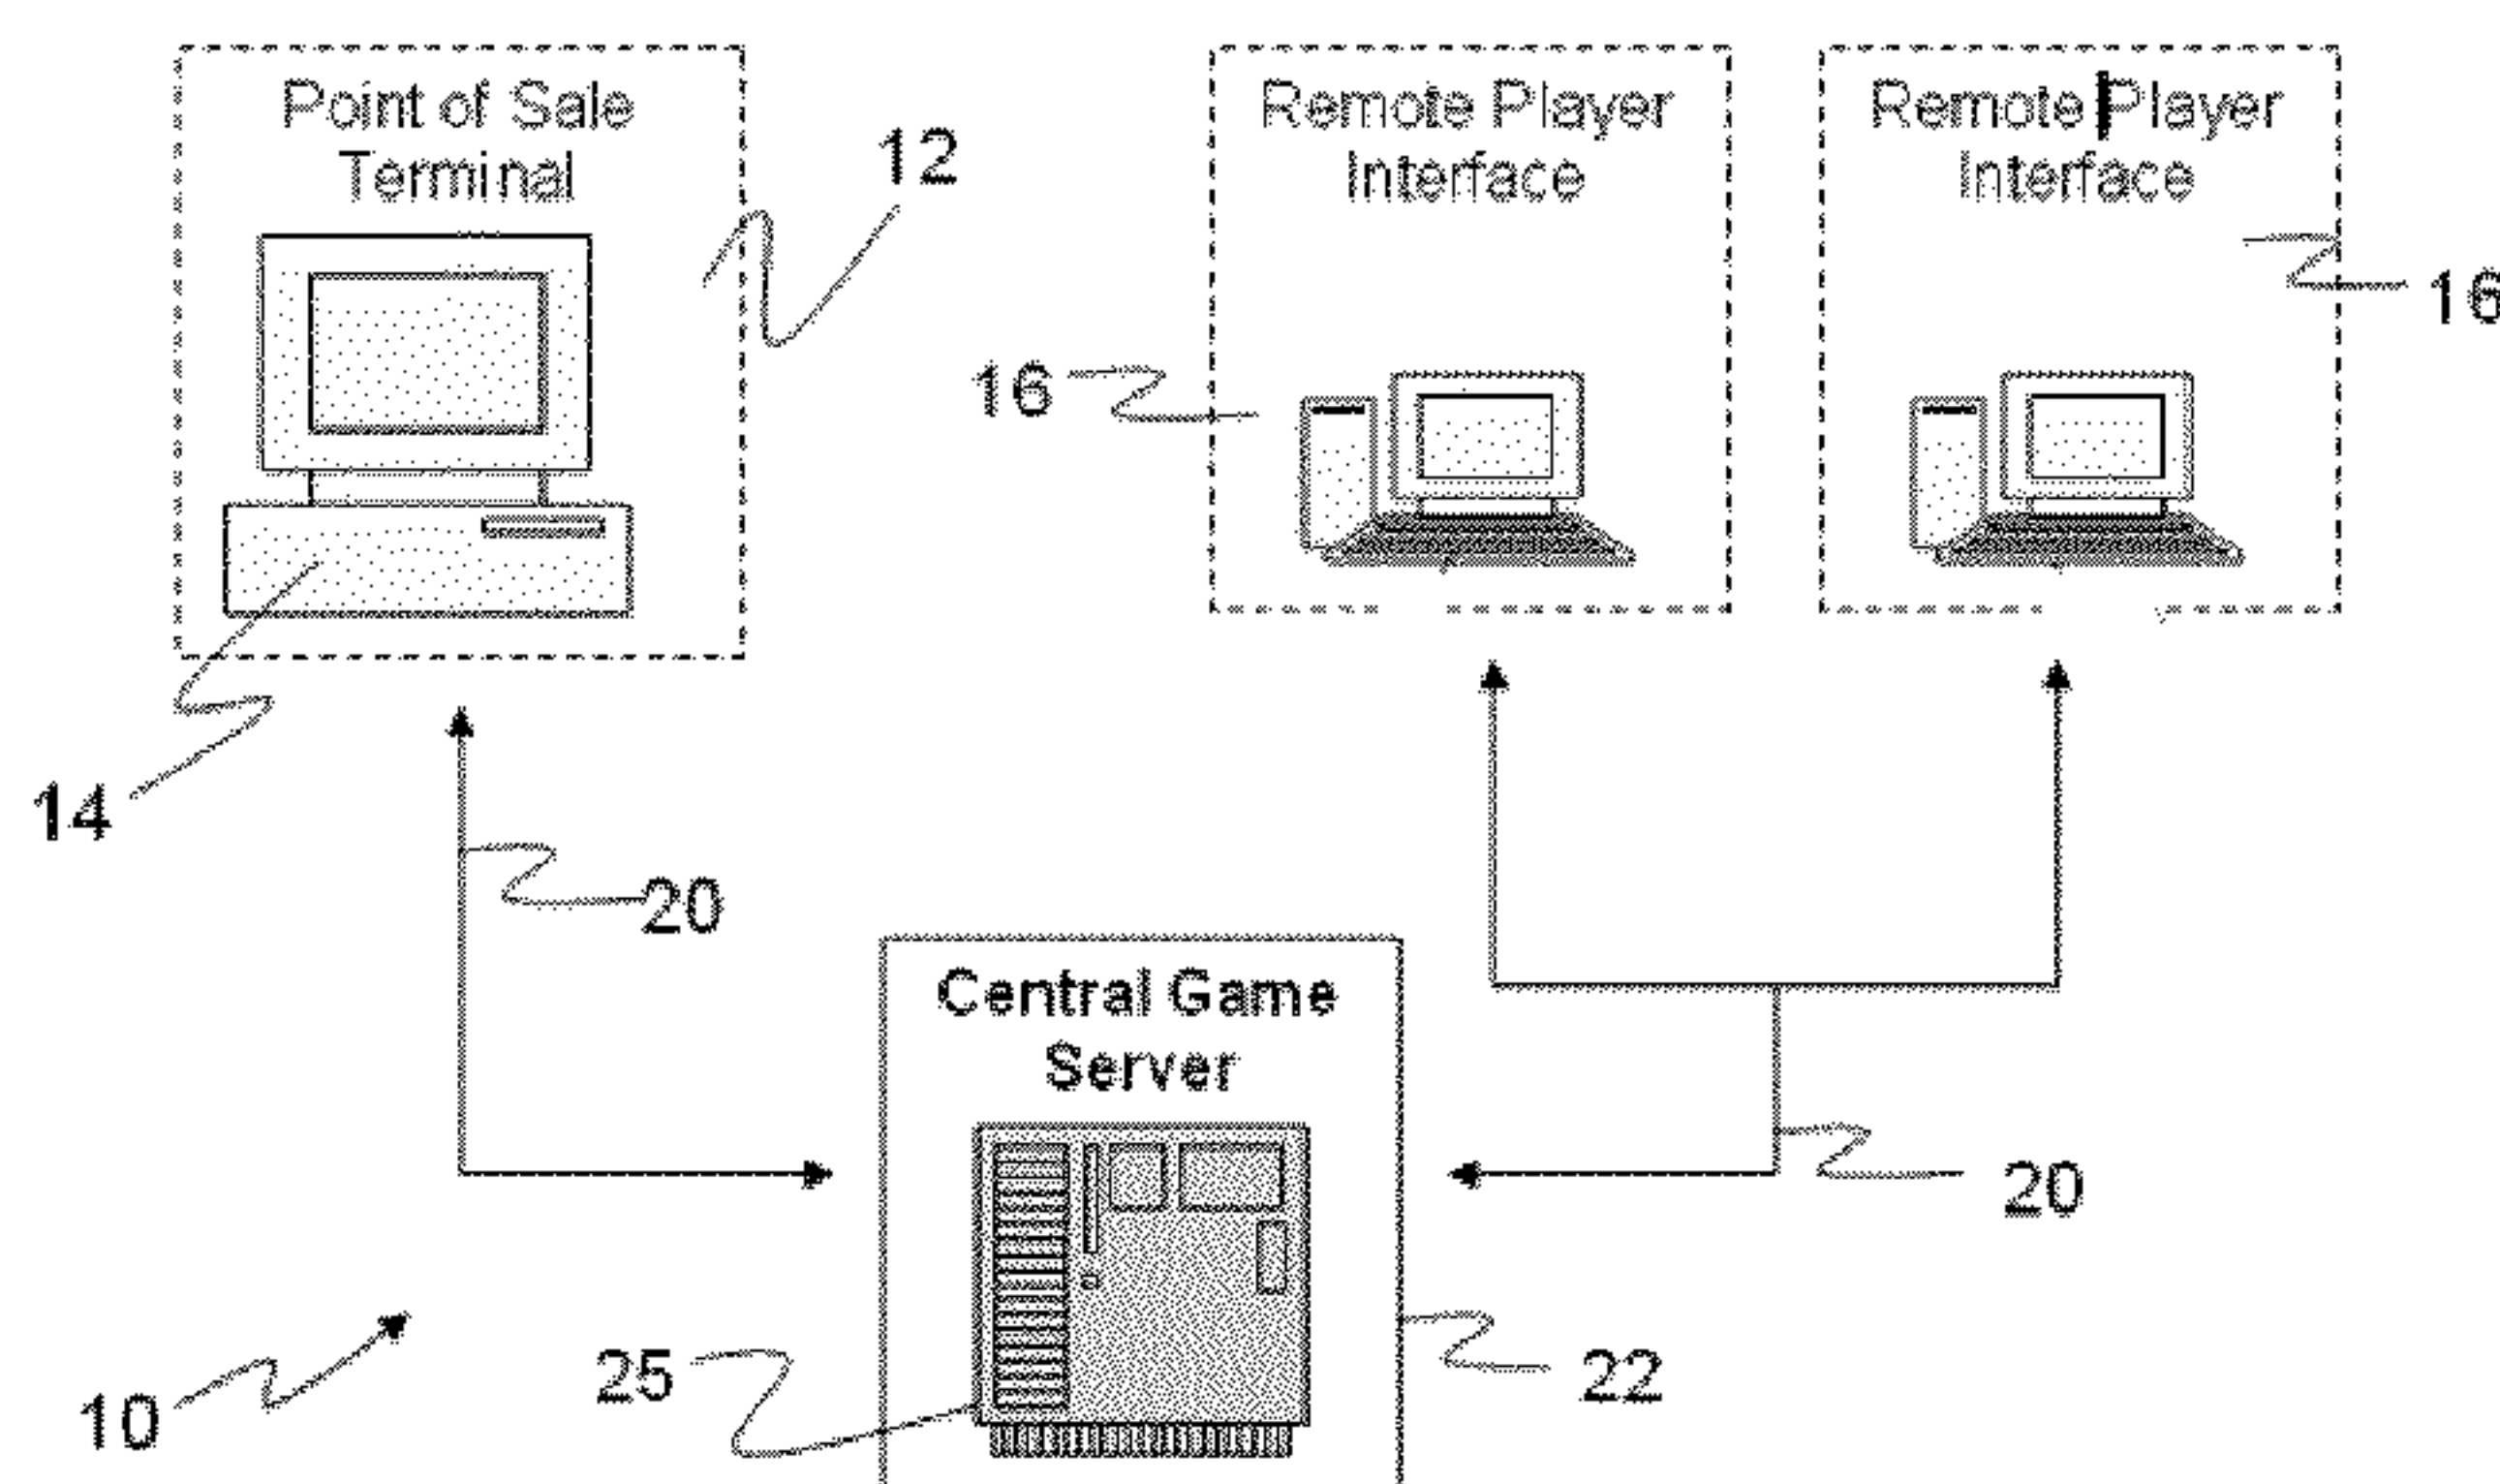 Point of Sale
Terminal
12
Remote Player
Interface
Remote Player
Interface
16
16
14
20
Central Game
Server
20
25
22
10